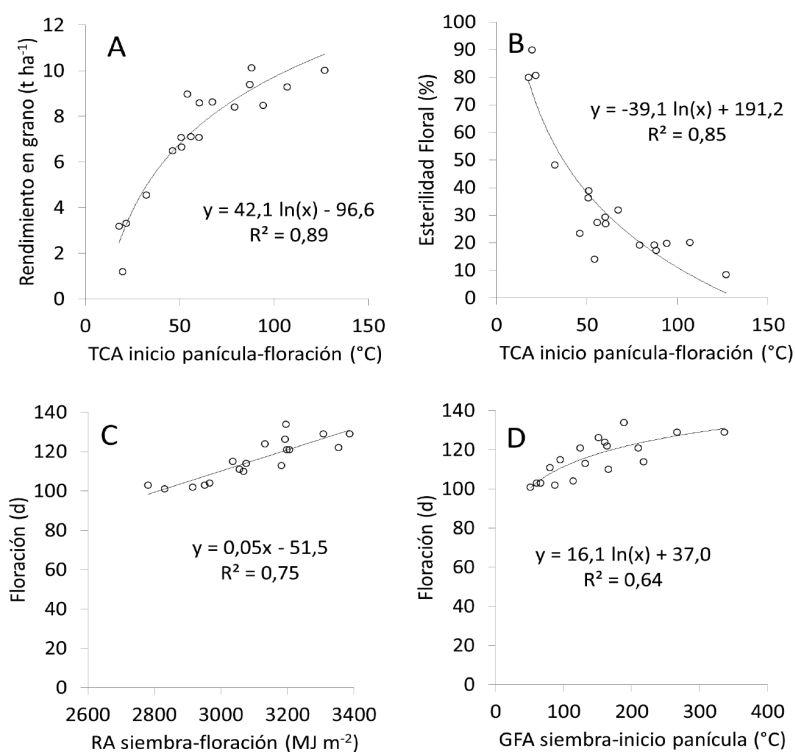 A
Rendimiento en grano (t ha⁻¹)
12
10
8
6
4
2
0
y = 42,1 ln(x) - 96,6
R² = 0,89
0 50 100 150
TCA inicio panícula-floración (°C)
B
Esterilidad Floral (%)
100
90
80
70
60
50
40
30
20
10
0
y = -39,1 ln(x) + 191,2
R² = 0,85
0 50 100 150
TCA inicio panícula-floración (°C)
C
Floración (d)
140
120
100
80
60
40
20
0
y = 0,05x - 51,5
R² = 0,75
2600 2800 3000 3200 3400
RA siembra-floración (MJ m⁻²)
D
Floración (d)
140
120
100
80
60
40
20
0
y = 16,1 ln(x) + 37,0
R² = 0,64
0 100 200 300 400
GFA siembra-inicio panícula (°C)